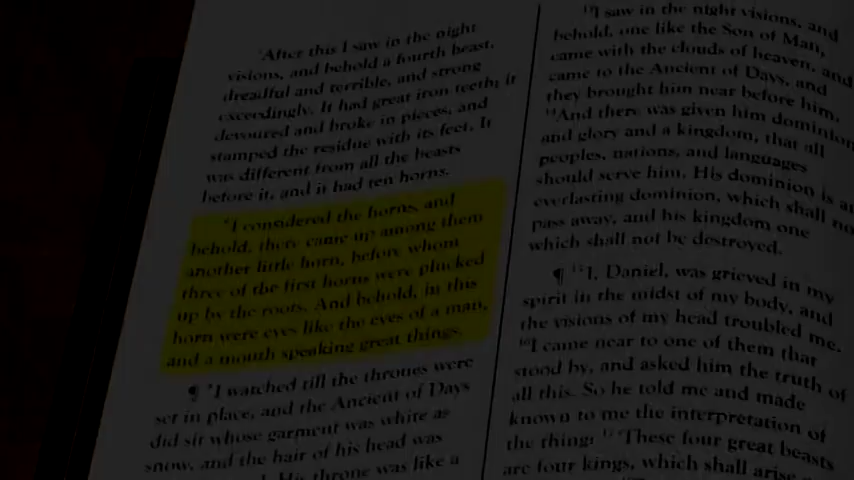 ⁷After this I saw in the night
visions, and behold a fourth beast,
dreadful and terrible, and strong
exceedingly. It had great iron teeth; it
devoured and broke in pieces, and
stamped the residue with its feet. It
was different from all the beasts
before it, and it had ten horns.
⁸I considered the horns, and
behold, there came up among them
another little horn, before whom
three of the first horns were plucked
up by the roots. And behold, in this
horn were eyes like the eyes of a man,
and a mouth speaking great things.
¶ ⁹I watched till the thrones were
set in place, and the Ancient of Days
did sit whose garment was white as
snow, and the hair of his head was
His throne was like a
¹³I saw in the night visions, and
behold, one like the Son of Man,
came with the clouds of heaven, and
came to the Ancient of Days, and
they brought him near before him.
¹⁴And there was given him dominion
and glory and a kingdom, that all
peoples, nations, and languages
should serve him. His dominion is an
everlasting dominion, which shall not
pass away, and his kingdom one
which shall not be destroyed.
¶ ¹⁵I, Daniel, was grieved in my
spirit in the midst of my body, and
the visions of my head troubled me.
¹⁶I came near to one of them that
stood by, and asked him the truth of
all this. So he told me and made
known to me the interpretation of
the thing: ¹⁷These four great beasts
are four kings, which shall arise